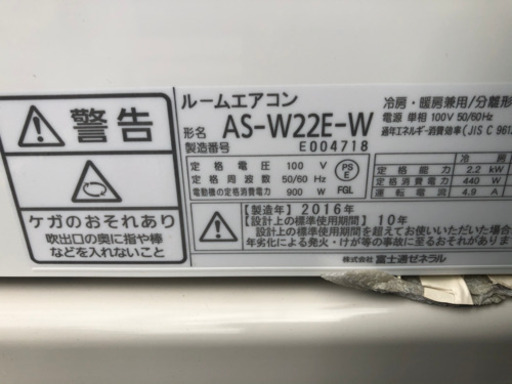 警告
ケガのおそれあり
吹出口の奥に指や棒
などを入れないこと
ルームエアコン
形名 AS-W22E-W
製造番号 E004718
冷房・暖房兼用/分離形
電源 単相100V 50/60Hz
通年エネルギー消費効率(JIS C 961
定格電圧 100 V
定格周波数 50/60 Hz
電動機の定格消費電力 900 W
PS
E
FGL
冷房
定格能力 2.2 kW
定格消費電力 440 W
運転電流 4.9 A
【製造年】2016年
【設計上の標準使用期間】10年
設計上の標準使用期間を超えてお使いいただいた場合
年劣化による発火・けが等の事故に至るおそれがあり
株式会社 富士通ゼネラル